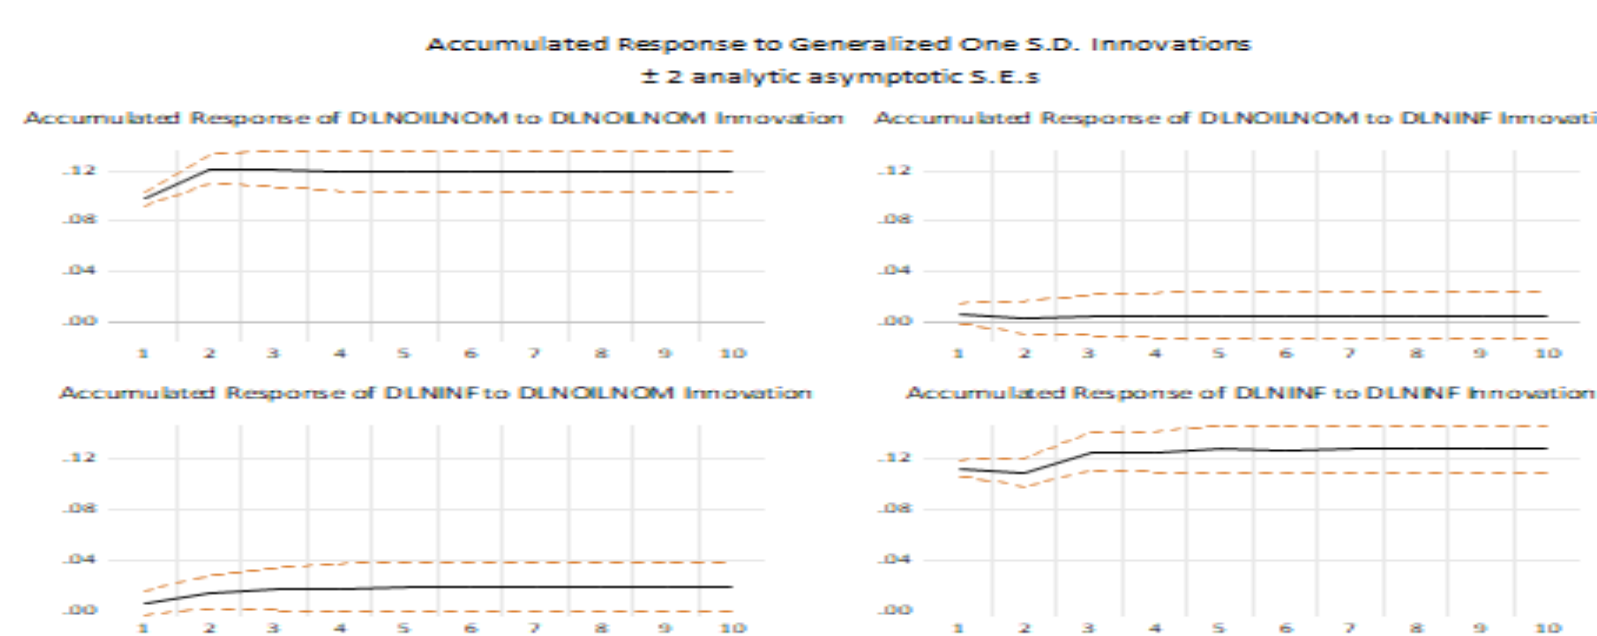 Accumulated Response to Generalized One S.D. Innovations
± 2 analytic asymptotic S.E.s
Accumulated Response of DLNOILNOM to DLNOILNOM Innovation
.12
.08
.04
.00
1 2 3 4 5 6 7 8 9 10
Accumulated Response of DLNOILNOM to DLNINF Innovati
.12
.08
.04
.00
1 2 3 4 5 6 7 8 9 10
Accumulated Response of DLNINF to DLNOILNOM Innovation
.12
.08
.04
.00
1 2 3 4 5 6 7 8 9 10
Accumulated Response of DLNINF to DLNINF Innovation
.12
.08
.04
.00
1 2 3 4 5 6 7 8 9 10